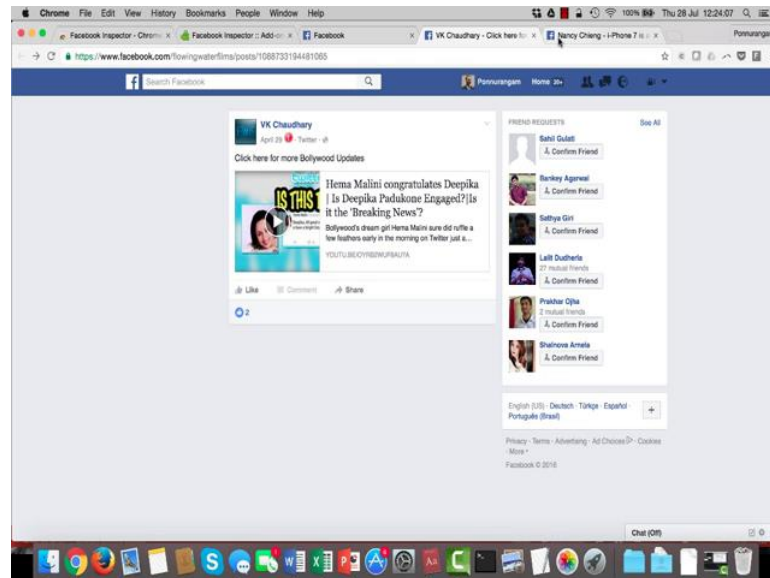 Chrome File Edit View History Bookmarks People Window Help
100% Thu 28 Jul 12:24:07
Facebook Inspector - Chrome
Facebook Inspector :: Add-on
Facebook
VK Chaudhary - Click here for
Nancy Chieng - i-Phone 7 is
Ponnurangam
https://www.facebook.com/flowingwaterfilms/posts/1068733194481065
Search Facebook
Ponnurangam Home 20+
VK Chaudhary
April 29 · Twitter ·
Click here for more Bollywood Updates
IS THIS
Hema Malini congratulates Deepika
| Is Deepika Padukone Engaged?|Is
it the 'Breaking News'?
Bollywood's dream girl Hema Malini sure did ruffle a
few feathers early in the morning on Twitter just a...
Like Comment Share
2
FRIEND REQUESTS See All
Sahil Gulati
Confirm Friend
Bankey Agarwal
Confirm Friend
Sathya Giri
Confirm Friend
Lalit Dudheria
27 mutual friends
Confirm Friend
Prakhar Ojha
2 mutual friends
Confirm Friend
Shainova Arnela
Confirm Friend
English (US) · Deutsch · Türkçe · Español ·
Português (Brasil)
Privacy · Terms · Advertising · Ad Choices · Cookies
· More
Facebook © 2016
Chat (Off)